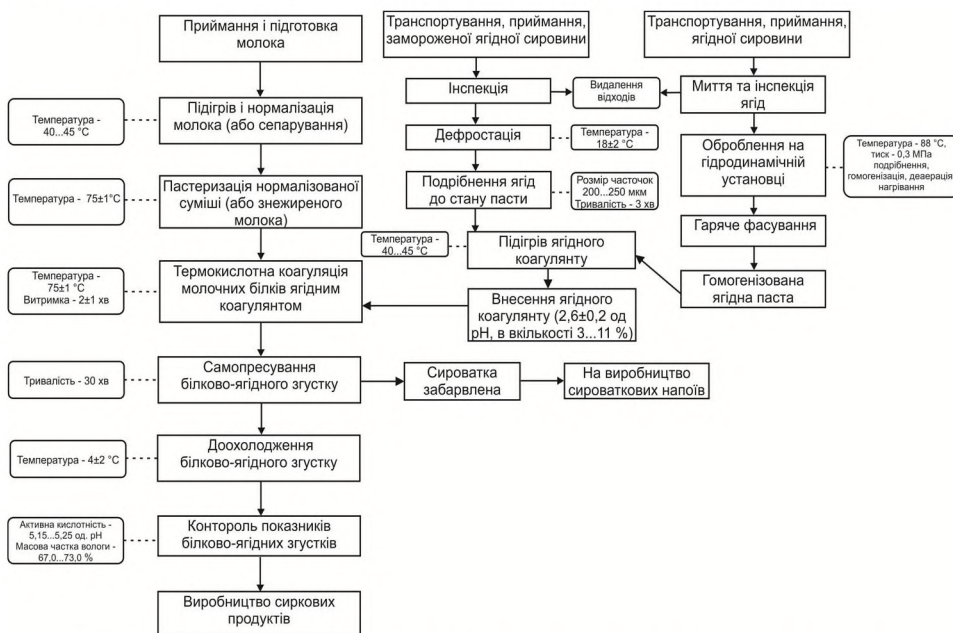 Приймання і підготовка
молока
Транспортування, приймання,
замороженої ягідної сировини
Транспортування, приймання,
ягідної сировини
Температура -
40...45 °С
Підігрів і нормалізація
молока (або сепарування)
Інспекція
Видалення
відходів
Миття та інспекція
ягід
Дефростація
Температура -
18±2 °С
Оброблення на
гідродинамічній
установці
Температура - 88 °С,
тиск - 0,3 МПа
подрібнення,
гомогенізація, деаерація
нагрівання
Температура - 75±1°С
Пастеризація нормалізованої
суміші (або знежиреного
молока)
Подрібнення ягід
до стану пасти
Розмір часточок
200...250 мкм
Тривалість - 3 хв
Гаряче фасування
Температура -
40...45 °С
Підігрів ягідного
коагулянту
Гомогенізована
ягідна паста
Температура -
75±1 °С
Витримка - 2±1 хв
Термокислотна коагуляція
молочних білків ягідним
коагулянтом
Внесення ягідного
коагулянту (2,6±0,2 од
рН, в вкількості 3...11 %)
Тривалість - 30 хв
Самопресування
білково-ягідного згустку
Сироватка
забарвлена
На виробництво
сироваткових напоїв
Температура - 4±2 °С
Доохолодження
білково-ягідного згустку
Активна кислотність -
5,15...5,25 од. рН
Масова частка вологи -
67,0...73,0 %
Контороль показників
білково-ягідних згустків
Виробництво сиркових
продуктів